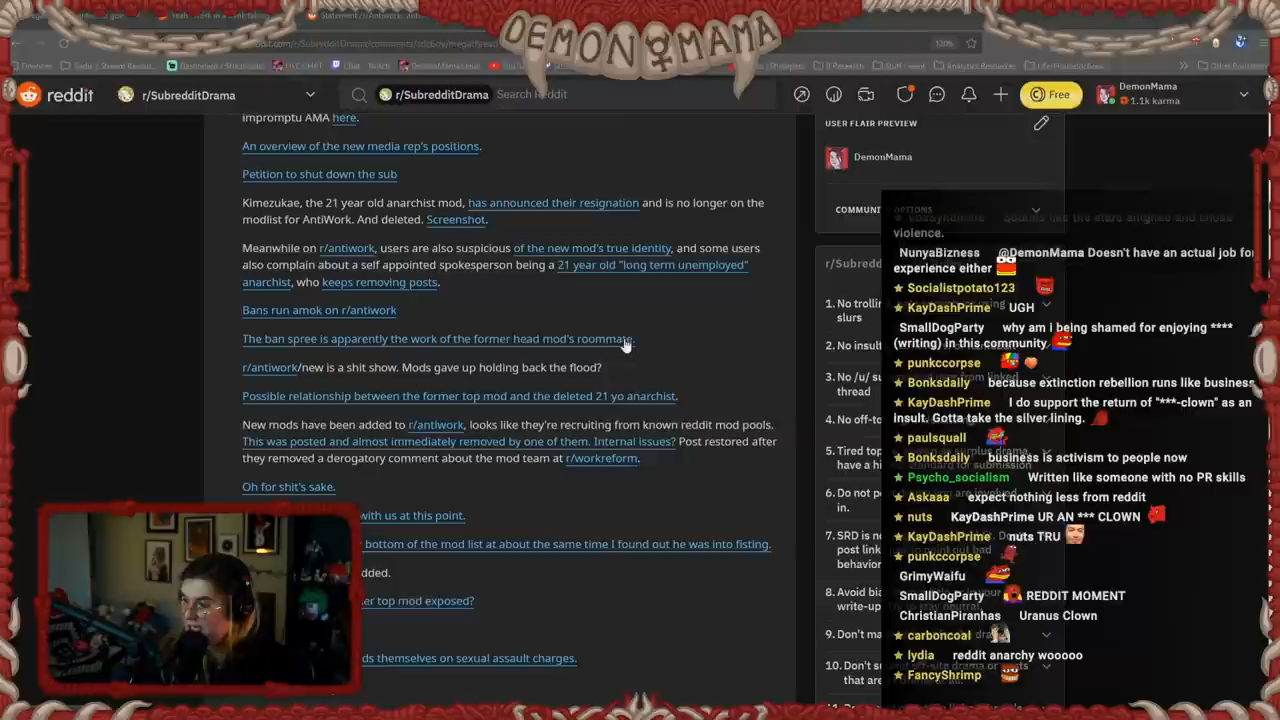 DEMON MAMA
120%
reddit
r/SubredditDrama
r/SubredditDrama
Search Reddit
Free
DemonMama
1.1k karma
impromptu AMA here.
An overview of the new media rep's positions.
Petition to shut down the sub
Kimezukae, the 21 year old anarchist mod, has announced their resignation and is no longer on the
modlist for AntiWork. And deleted. Screenshot.
Meanwhile on r/antiwork, users are also suspicious of the new mod's true identity, and some users
also complain about a self appointed spokesperson being a 21 year old "long term unemployed"
anarchist, who keeps removing posts.
Bans run amok on r/antiwork
The ban spree is apparently the work of the former head mod's roommate.
r/antiwork/new is a shit show. Mods gave up holding back the flood?
Possible relationship between the former top mod and the deleted 21 yo anarchist.
New mods have been added to r/antiwork, looks like they're recruiting from known reddit mod pools.
This was posted and almost immediately removed by one of them. Internal issues? Post restored after
they removed a derogatory comment about the mod team at r/workreform.
Oh for shit's sake.
with us at this point.
bottom of the mod list at about the same time I found out he was into fisting.
dded.
er top mod exposed?
ds themselves on sexual assault charges.
USER FLAIR PREVIEW
DemonMama
COMMUNI OPTIONS
r/Subred
1. No trolli
slurs
2. No insult
3. No /u/
thread
4. No off-to
5. Tired top
have a hi
6. Do not p
in.
7. SRD is n
post link
behavio
8. Avoid bia
write-up
9. Don't ma
10. Don't su
that are
violence.
NunyaBizness @DemonMama Doesn't have an actual job for
experience either
Socialistpotato123
KayDashPrime UGH
SmallDogParty why am i being shamed for enjoying ****
(writing) in this community
punkccorpse
Bonksdaily because extinction rebellion runs like business
KayDashPrime I do support the return of "***-clown" as an
insult. Gotta take the silver lining.
paulsquall
Bonksdaily business is activism to people now
Psycho_socialism Written like someone with no PR skills
Askaaa expect nothing less from reddit
nuts KayDashPrime UR AN *** CLOWN
KayDashPrime nuts TRU
punkccorpse
GrimyWaifu
SmallDogParty REDDIT MOMENT
ChristianPiranhas Uranus Clown
carboncoal
lydia reddit anarchy wooooo
FancyShrimp